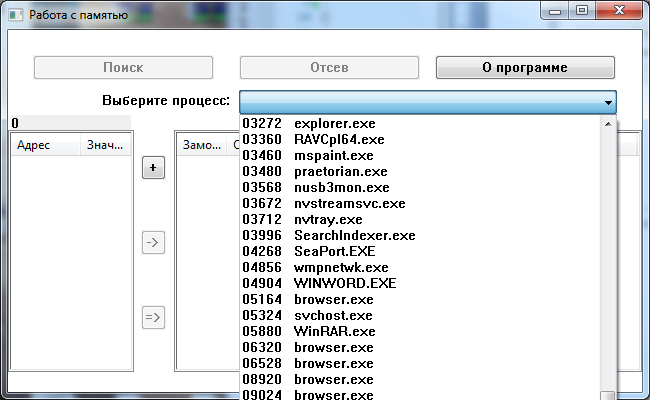 Работа с памятью
Поиск Отсев О программе
Выберите процесс:
0
Адрес Знач... Замо...
+
->
=>
03272 explorer.exe
03360 RAVCpl64.exe
03460 mspaint.exe
03480 praetorian.exe
03568 nusb3mon.exe
03672 nvstreamsvc.exe
03712 nvtray.exe
03996 SearchIndexer.exe
04268 SeaPort.EXE
04856 wmpnetwk.exe
04904 WINWORD.EXE
05164 browser.exe
05324 svchost.exe
05880 WinRAR.exe
06320 browser.exe
06528 browser.exe
08920 browser.exe
09024 browser.exe